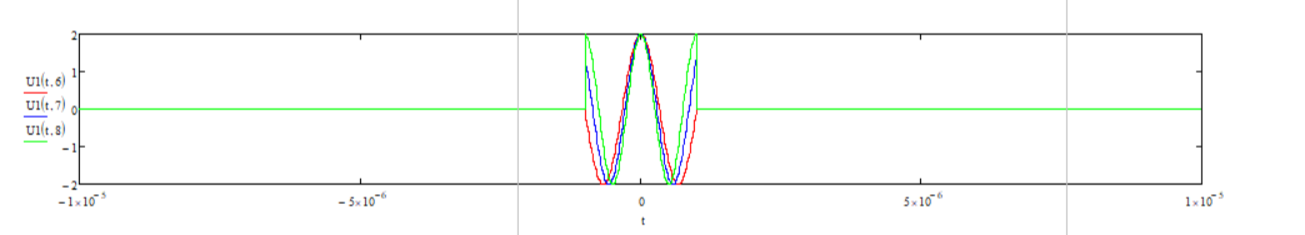 2
1
U1(t,6)
U1(t,7)
0
U1(t,8)
−1
−2
−1×10⁻⁵
−5×10⁻⁶
0
5×10⁻⁶
1×10⁻⁵
t